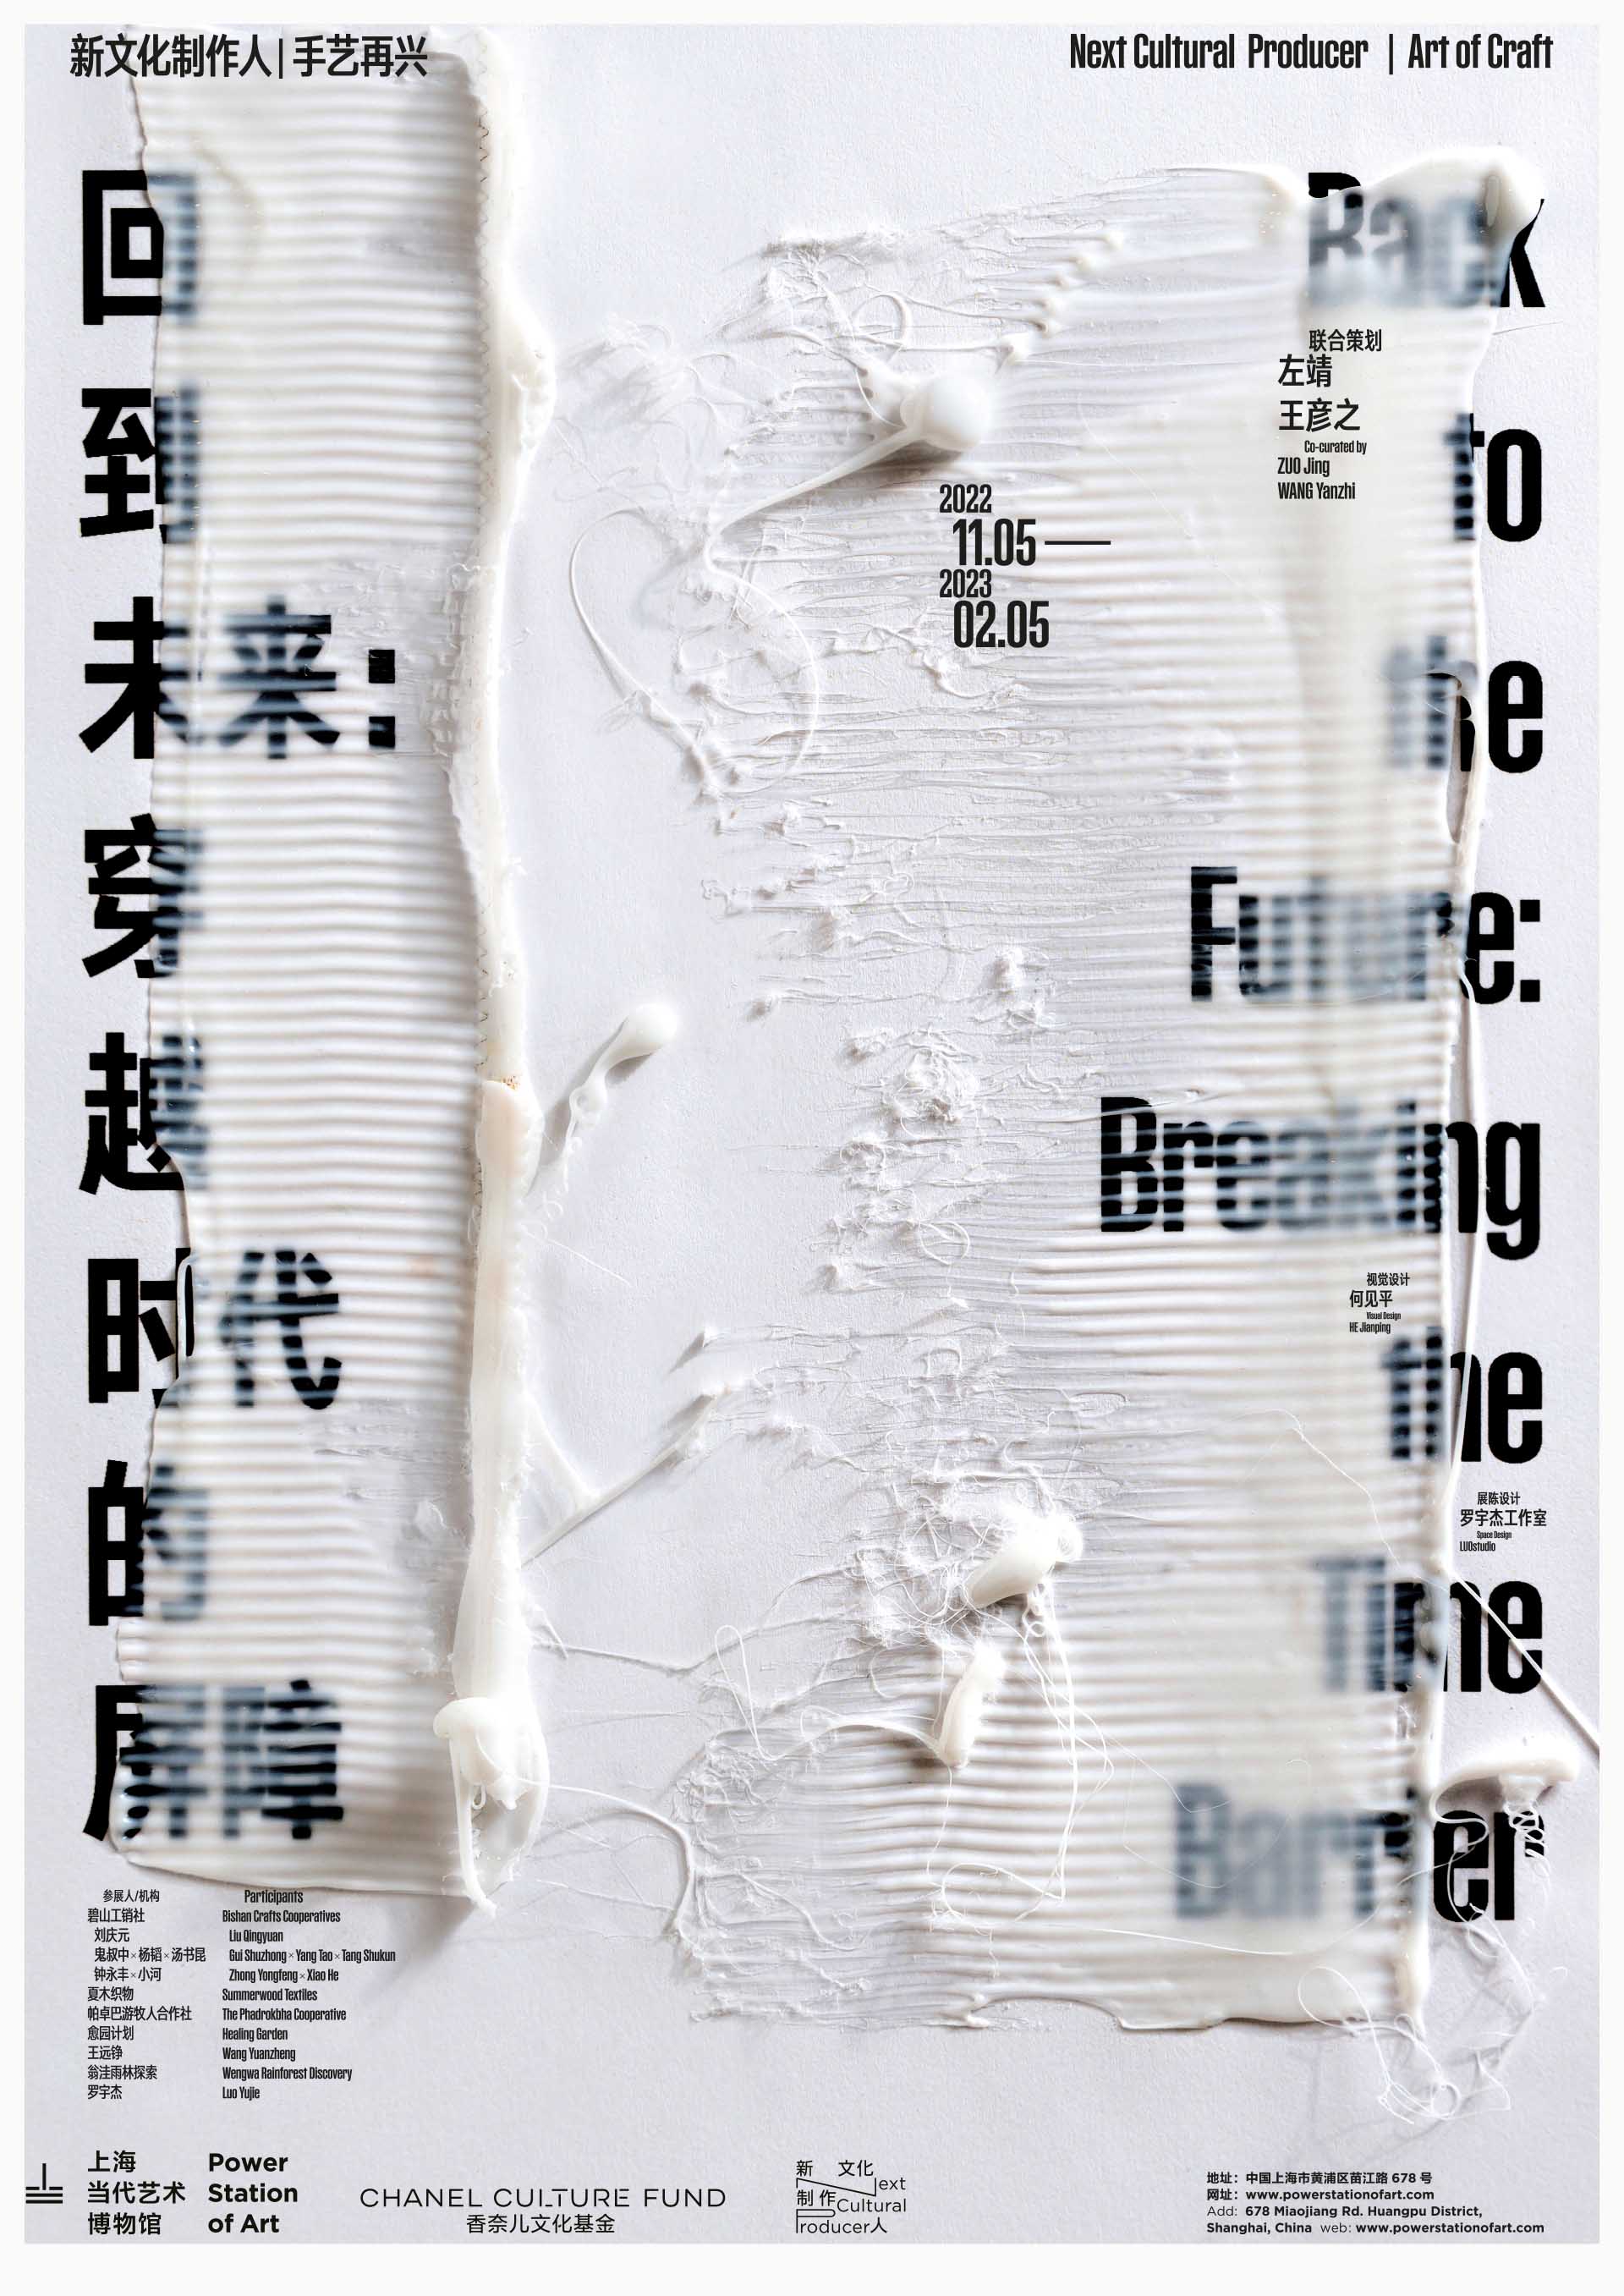 新文化制作人|手艺再兴
Next Cultural Producer | Art of Craft
回
到
未来:
穿
越
时代
的
屏障
Back
to
the
Future:
Breaking
the
Time
Barrier
联合策划
左靖
王彦之
Co-curated by
ZUO Jing
WANG Yanzhi
2022
11.05—
2023
02.05
视觉设计
何见平
Visual Design
HE Jianping
展陈设计
罗宇杰工作室
Space Design
LUOstudio
参展人/机构
碧山工销社
刘庆元
鬼叔中×杨韬×汤书昆
钟永丰×小河
夏木织物
帕卓巴游牧人合作社
愈园计划
王远铮
翁洼雨林探索
罗宇杰
Participants
Bishan Crafts Cooperatives
Liu Qingyuan
Gui Shuzhong×Yang Tao×Tang Shukun
Zhong Yongfeng×Xiao He
Summerwood Textiles
The Phadrokbha Cooperative
Healing Garden
Wang Yuanzheng
Wengwa Rainforest Discovery
Luo Yujie
上海
当代艺术
博物馆
Power
Station
of Art
CHANEL CULTURE FUND
香奈儿文化基金
新 文化
Next
制作Cultural
Producer人
地址：中国上海市黄浦区苗江路 678 号
网址：www.powerstationofart.com
Add: 678 Miaojiang Rd. Huangpu District,
Shanghai, China web: www.powerstationofart.com